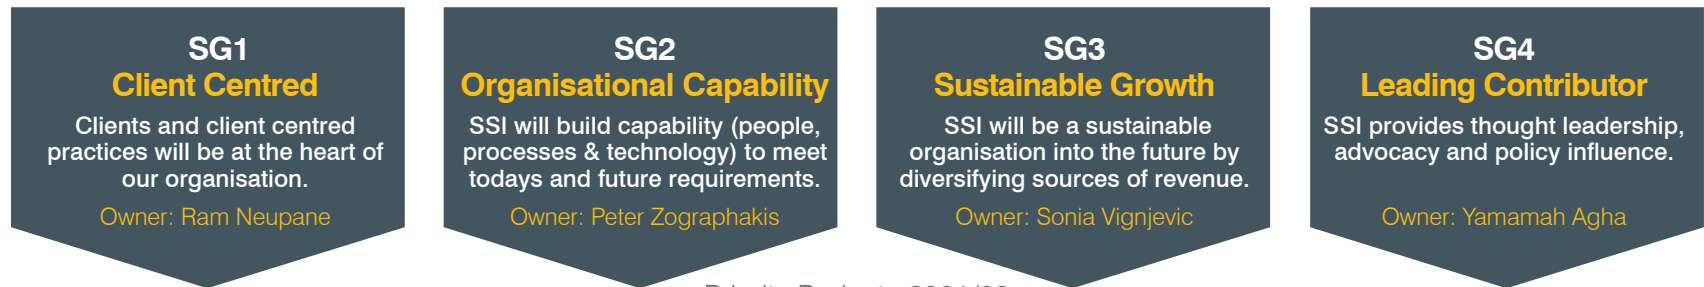 SG1
Client Centred
Clients and client centred
practices will be at the heart of
our organisation.
Owner: Ram Neupane
SG2
Organisational Capability
SSI will build capability (people,
processes & technology) to meet
todays and future requirements.
Owner: Peter Zographakis
SG3
Sustainable Growth
SSI will be a sustainable
organisation into the future by
diversifying sources of revenue.
Owner: Sonia Vignjevic
SG4
Leading Contributor
SSI provides thought leadership,
advocacy and policy influence.
Owner: Yamamah Agha